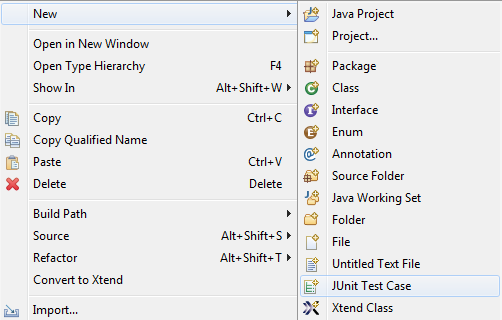 New
Open in New Window
Open Type Hierarchy F4
Show In Alt+Shift+W
Copy Ctrl+C
Copy Qualified Name
Paste Ctrl+V
Delete Delete
Build Path
Source Alt+Shift+S
Refactor Alt+Shift+T
Convert to Xtend
Import...
Java Project
Project...
Package
Class
Interface
Enum
Annotation
Source Folder
Java Working Set
Folder
File
Untitled Text File
JUnit Test Case
Xtend Class